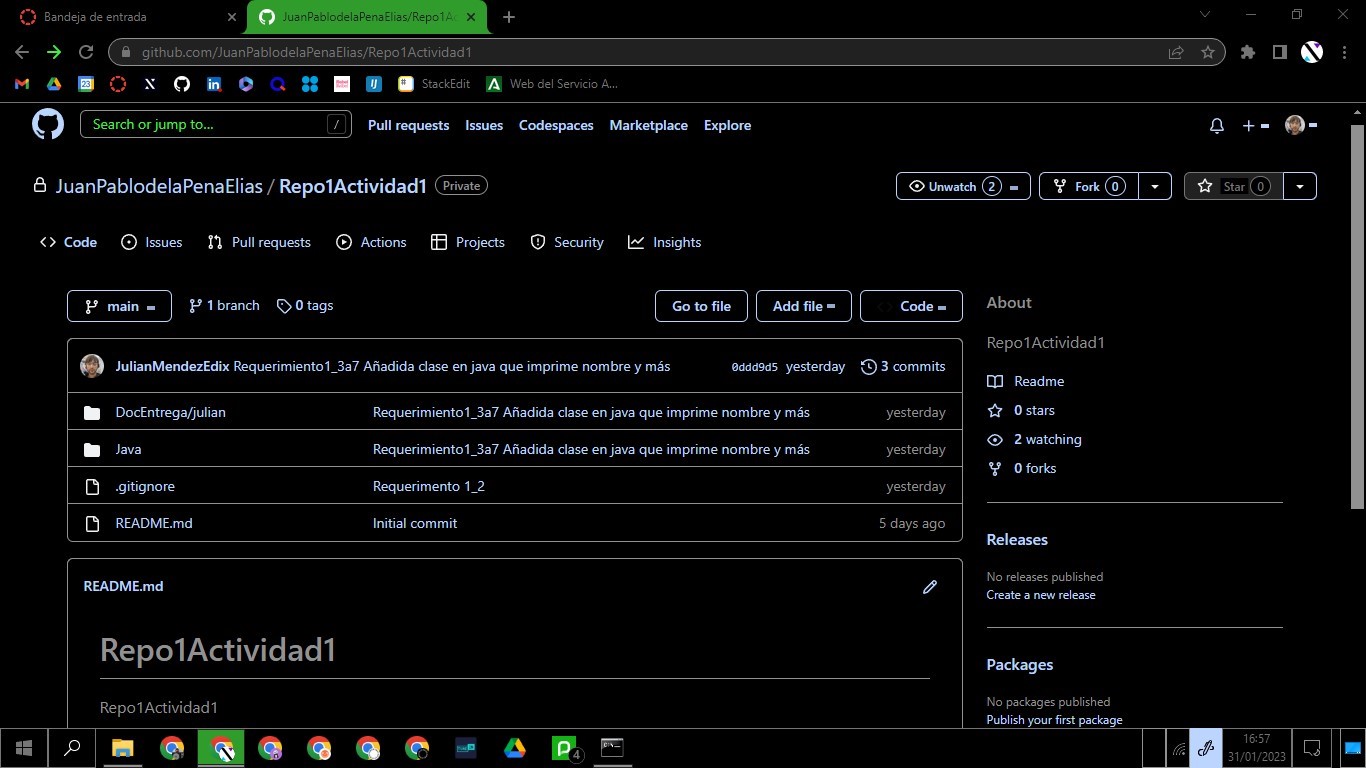 Bandeja de entrada
JuanPablodelaPenaElias/Repo1Ac
github.com/JuanPablodelaPenaElias/Repo1Actividad1
23 StackEdit Web del Servicio A...
Search or jump to... / Pull requests Issues Codespaces Marketplace Explore
JuanPablodelaPenaElias / Repo1Actividad1 Private
Unwatch 2 Fork 0 Star 0
Code Issues Pull requests Actions Projects Security Insights
main 1 branch 0 tags Go to file Add file Code
JulianMendezEdix Requerimiento1_3a7 Añadida clase en java que imprime nombre y más 0ddd9d5 yesterday 3 commits
DocEntrega/julian Requerimiento1_3a7 Añadida clase en java que imprime nombre y más yesterday
Java Requerimiento1_3a7 Añadida clase en java que imprime nombre y más yesterday
.gitignore Requerimento 1_2 yesterday
README.md Initial commit 5 days ago
README.md
Repo1Actividad1
Repo1Actividad1
About
Repo1Actividad1
Readme
0 stars
2 watching
0 forks
Releases
No releases published
Create a new release
Packages
No packages published
Publish your first package
4
16:57
31/01/2023